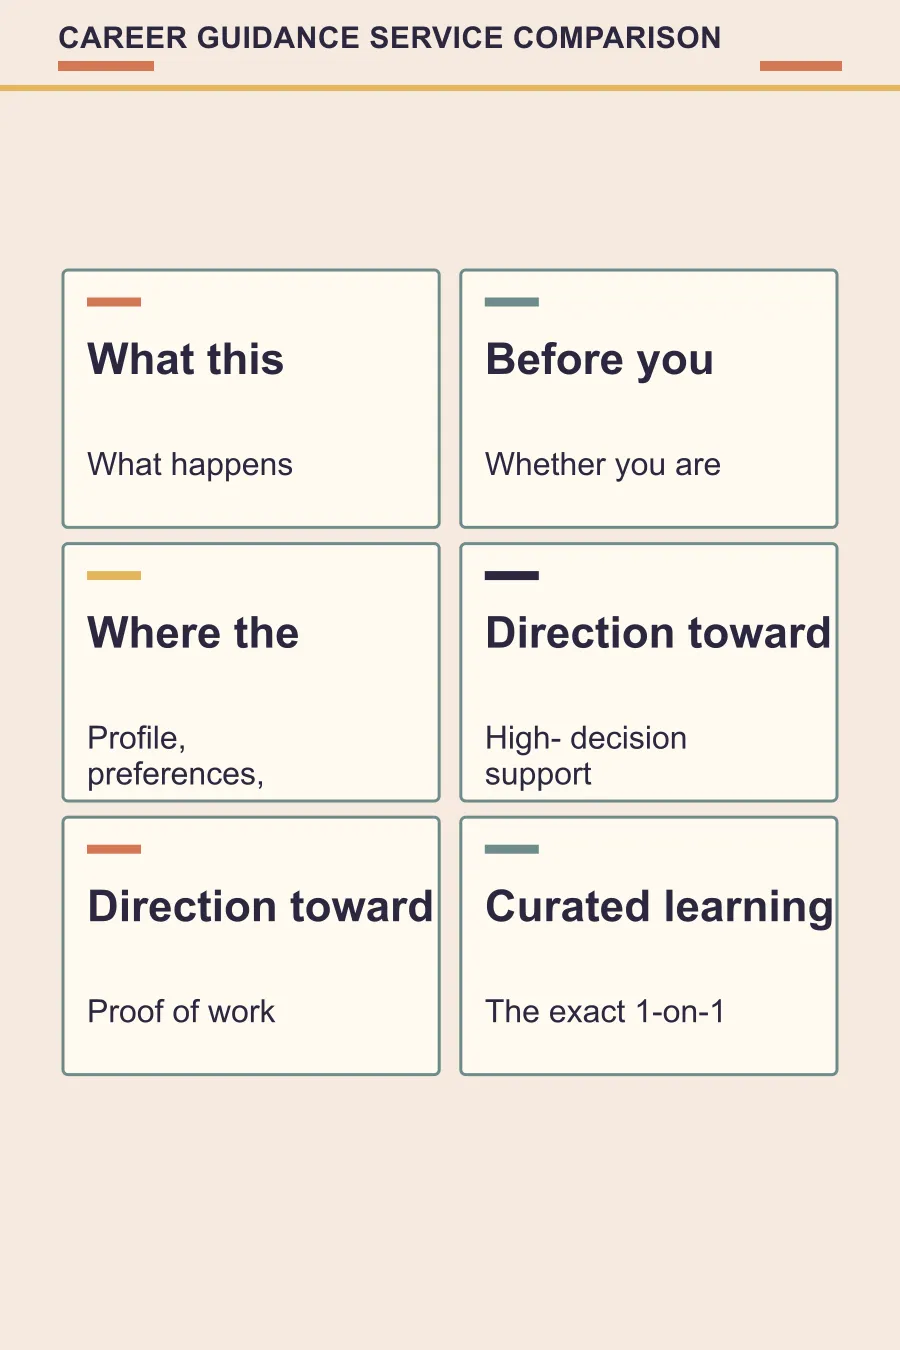 CAREER GUIDANCE SERVICE COMPARISON
What this
What happens
Before you
Whether you are
Where the
Profile,
preferences,
Direction toward
High- decision
support
Direction toward
Proof of work
Curated learning
The exact 1-on-1